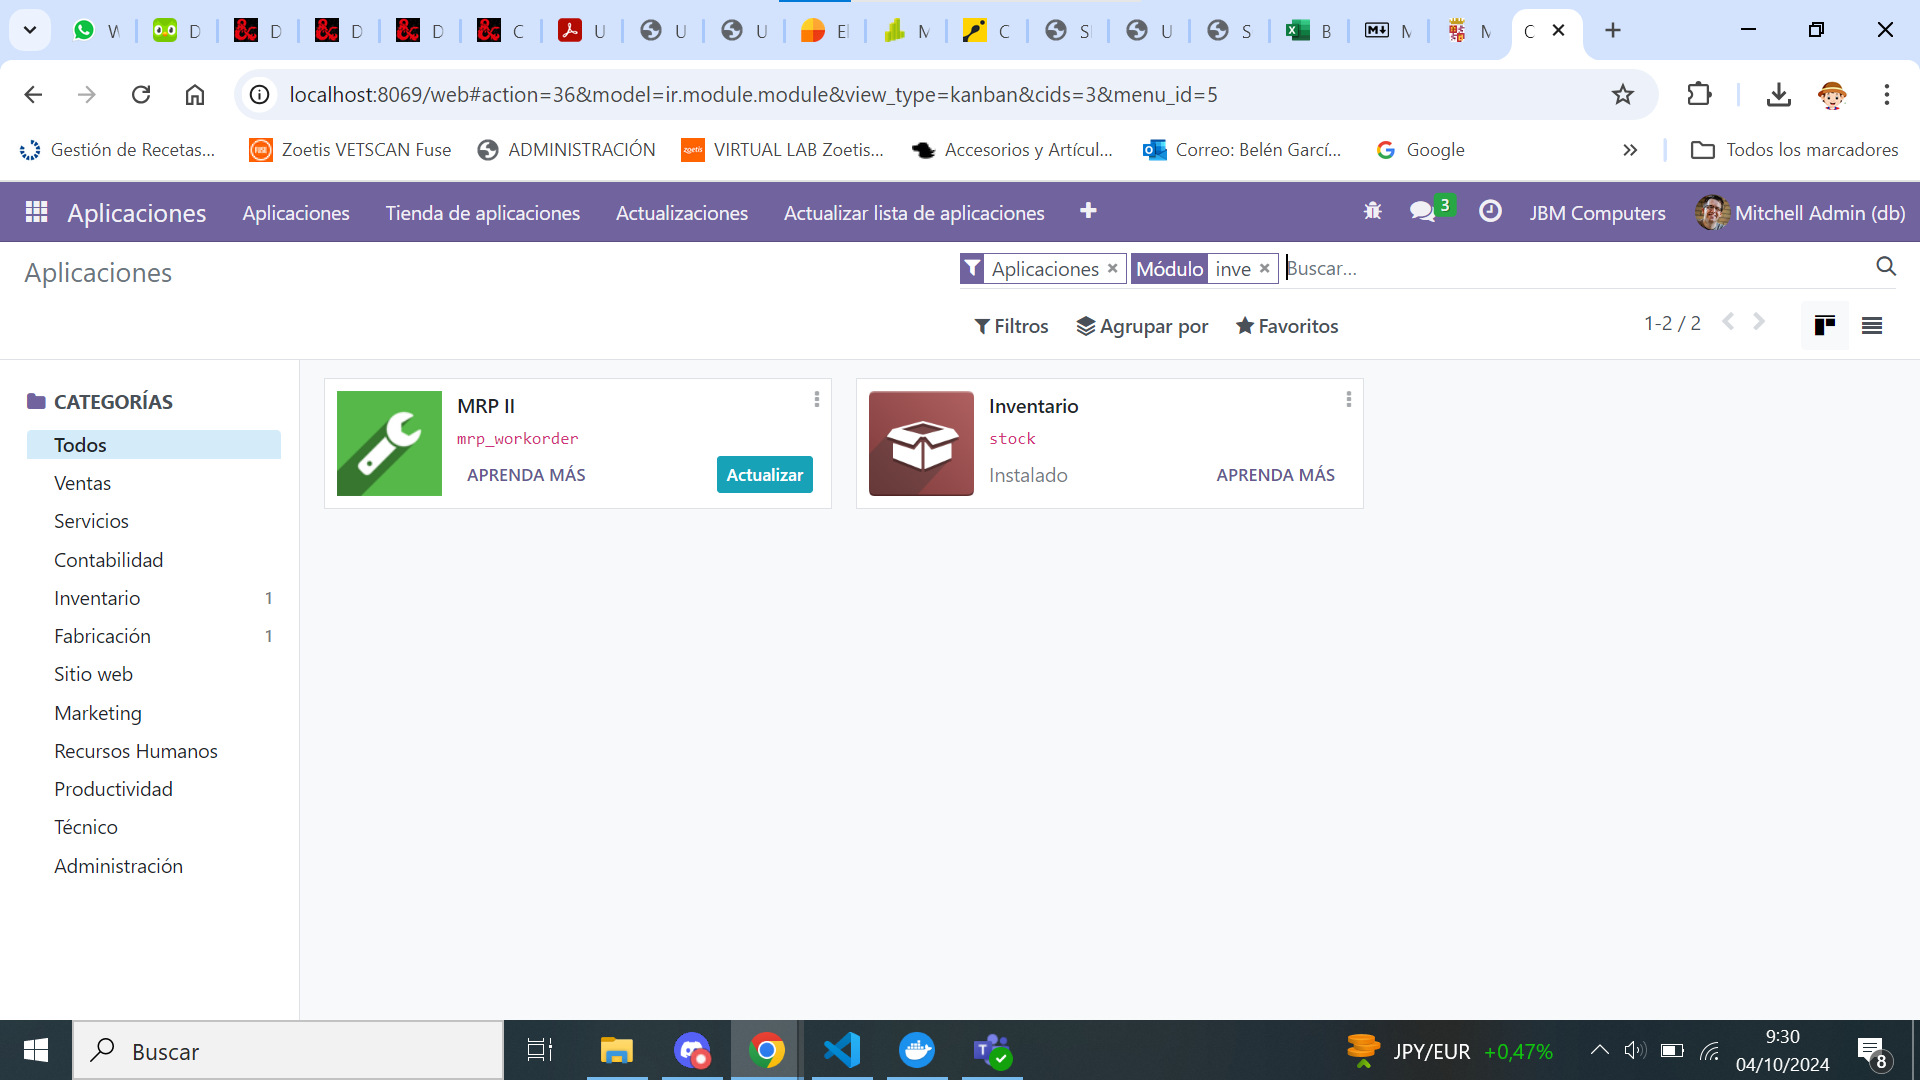 W
D
D
D
D
C
U
U
U
El
M
C
S
U
S
B
M
M
C
localhost:8069/web#action=36&model=ir.module.module&view_type=kanban&cids=3&menu_id=5
Gestión de Recetas...
Zoetis VETSCAN Fuse
ADMINISTRACIÓN
VIRTUAL LAB Zoetis...
Accesorios y Artícul...
Correo: Belén Garcí...
Google
Todos los marcadores
Aplicaciones
Aplicaciones
Tienda de aplicaciones
Actualizaciones
Actualizar lista de aplicaciones
3
JBM Computers
Mitchell Admin (db)
Aplicaciones
Aplicaciones
Módulo inve
Buscar...
Filtros
Agrupar por
Favoritos
1-2 / 2
CATEGORÍAS
Todos
Ventas
Servicios
Contabilidad
Inventario 1
Fabricación 1
Sitio web
Marketing
Recursos Humanos
Productividad
Técnico
Administración
MRP II
mrp_workorder
APRENDA MÁS
Actualizar
Inventario
stock
Instalado
APRENDA MÁS
Buscar
JPY/EUR +0,47%
9:30
04/10/2024
8